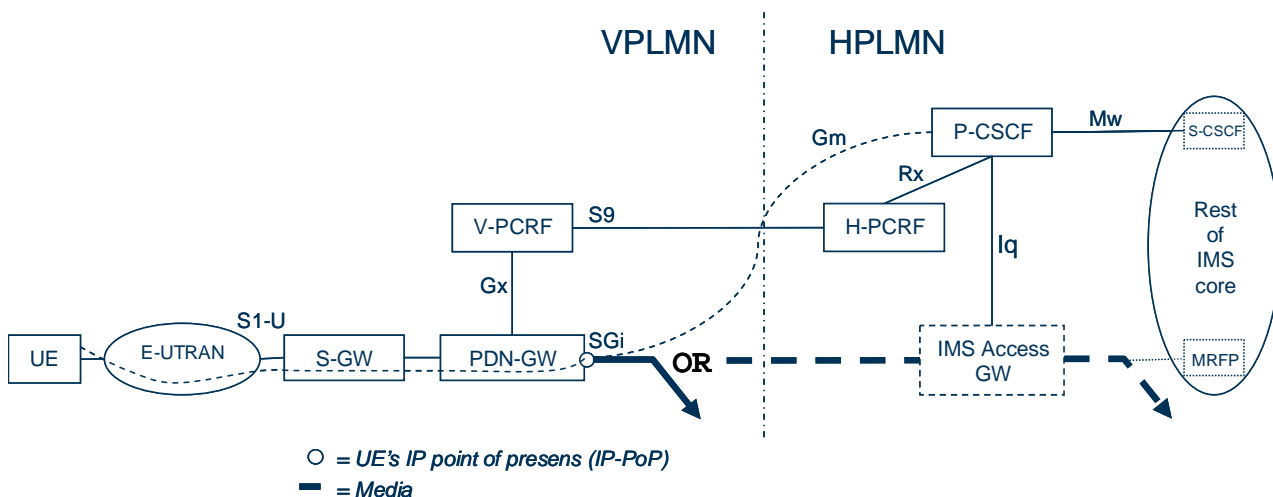 VPLMN
HPLMN
P-CSCF
Mw
S-CSCF
Gm
Rx
V-PCRF
S9
H-PCRF
Rest
of
IMS
core
Gx
Iq
S1-U
SGi
UE
E-UTRAN
S-GW
PDN-GW
OR
IMS Access
GW
MRFP
= UE's IP point of presens (IP-PoP)
= Media